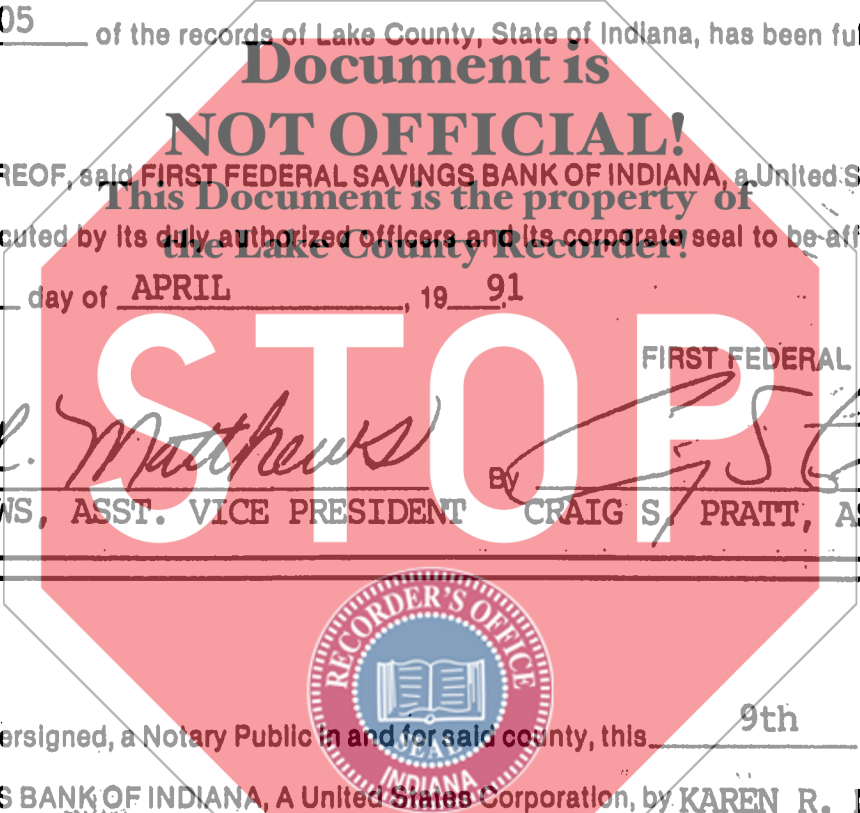 05 of the records of Lake County, State of Indiana, has been ful
Document is
NOT OFFICIAL!
REOF, said FIRST FEDERAL SAVINGS BANK OF INDIANA, a United S
This Document is the property of
cuted by its duly authorized officers and its corporate seal to be aff
the Lake County Recorder!
day of APRIL, 19 91
STOP
FIRST FEDERAL
R. Matthews
By
WS, ASST. VICE PRESIDENT CRAIG S. PRATT, A
RECORDER'S OFFICE
ersigned, a Notary Public in and for said county, this 9th
SEAL
INDIANA
S BANK OF INDIANA, A United States Corporation, by KAREN R.